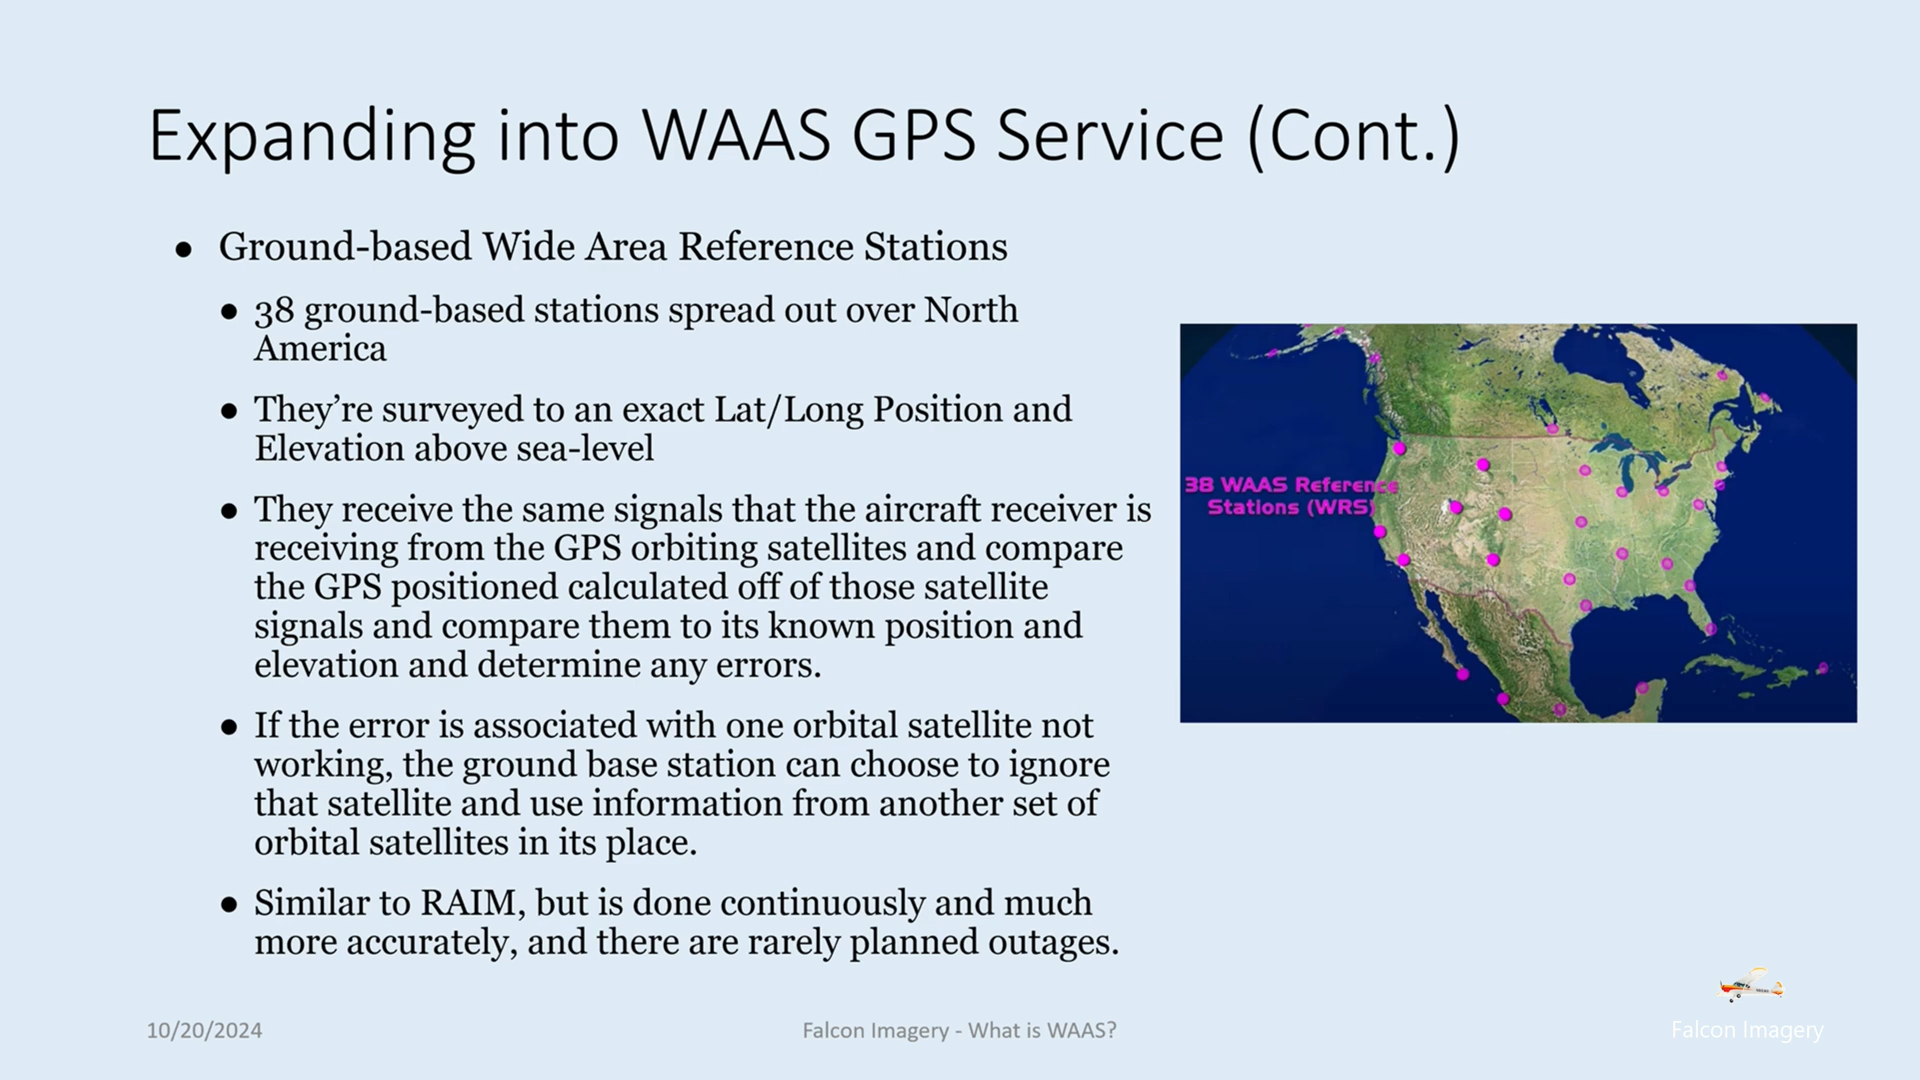 Expanding into WAAS GPS Service (Cont.)
● Ground-based Wide Area Reference Stations
● 38 ground-based stations spread out over North
America
● They’re surveyed to an exact Lat/Long Position and
Elevation above sea-level
● They receive the same signals that the aircraft receiver is
receiving from the GPS orbiting satellites and compare
the GPS positioned calculated off of those satellite
signals and compare them to its known position and
elevation and determine any errors.
● If the error is associated with one orbital satellite not
working, the ground base station can choose to ignore
that satellite and use information from another set of
orbital satellites in its place.
● Similar to RAIM, but is done continuously and much
more accurately, and there are rarely planned outages.
38 WAAS Reference
Stations (WRS)
10/20/2024
Falcon Imagery - What is WAAS?
Falcon Imagery